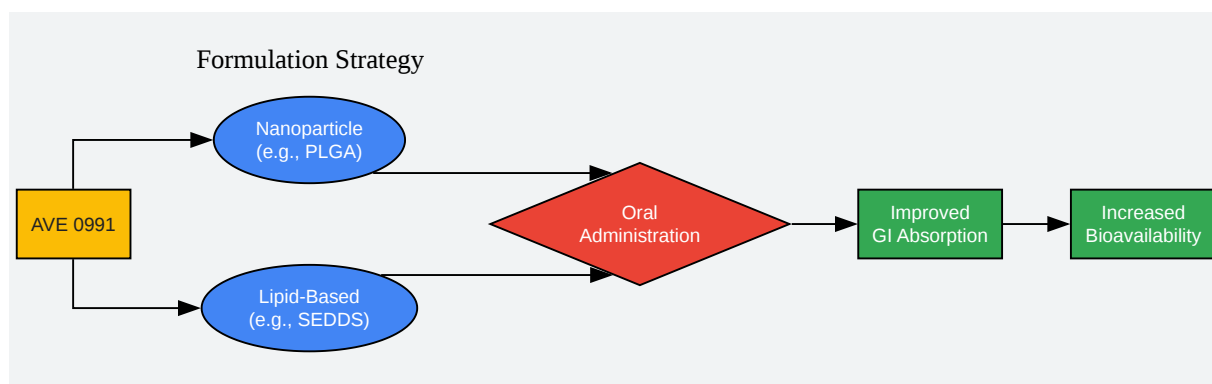 Formulation Strategy
Nanoparticle
(e.g., PLGA)
AVE 0991
Oral
Administration
Improved
GI Absorption
Increased
Bioavailability
Lipid-Based
(e.g., SEDDS)